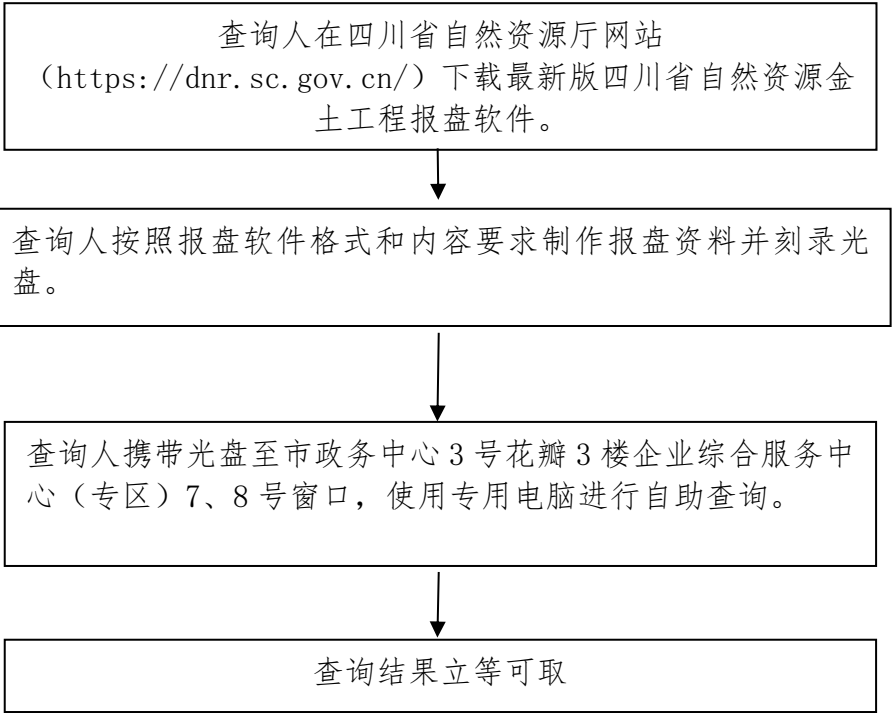 查询人在四川省自然资源厅网站
（https://dnr.sc.gov.cn/）下载最新版四川省自然资源金
土工程报盘软件。
查询人按照报盘软件格式和内容要求制作报盘资料并刻录光
盘。
查询人携带光盘至市政务中心3号花瓣3楼企业综合服务中
心（专区）7、8号窗口，使用专用电脑进行自助查询。
查询结果立等可取